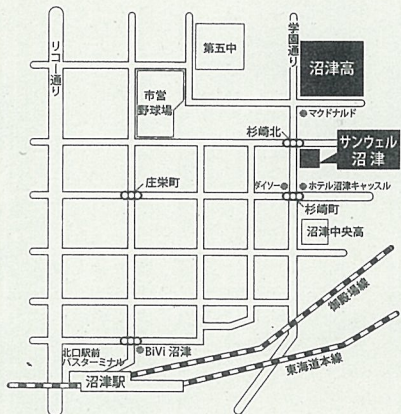 リコー通り
第五中
学園通り
沼津高
市営
野球場
マクドナルド
杉崎北
サンウェル
沼津
庄栄町
ダイソー
ホテル沼津キャッスル
杉崎町
沼津中央高
御殿場線
北口駅前
バスターミナル
BiVi 沼津
東海道本線
沼津駅